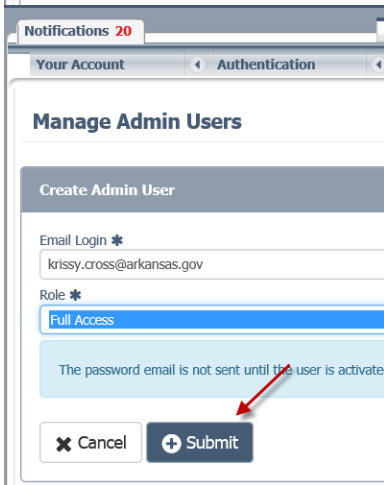 Notifications 20
Your Account Authentication
Manage Admin Users
Create Admin User
Email Login ✱
krissy.cross@arkansas.gov
Role ✱
Full Access
The password email is not sent until the user is activate
Cancel Submit